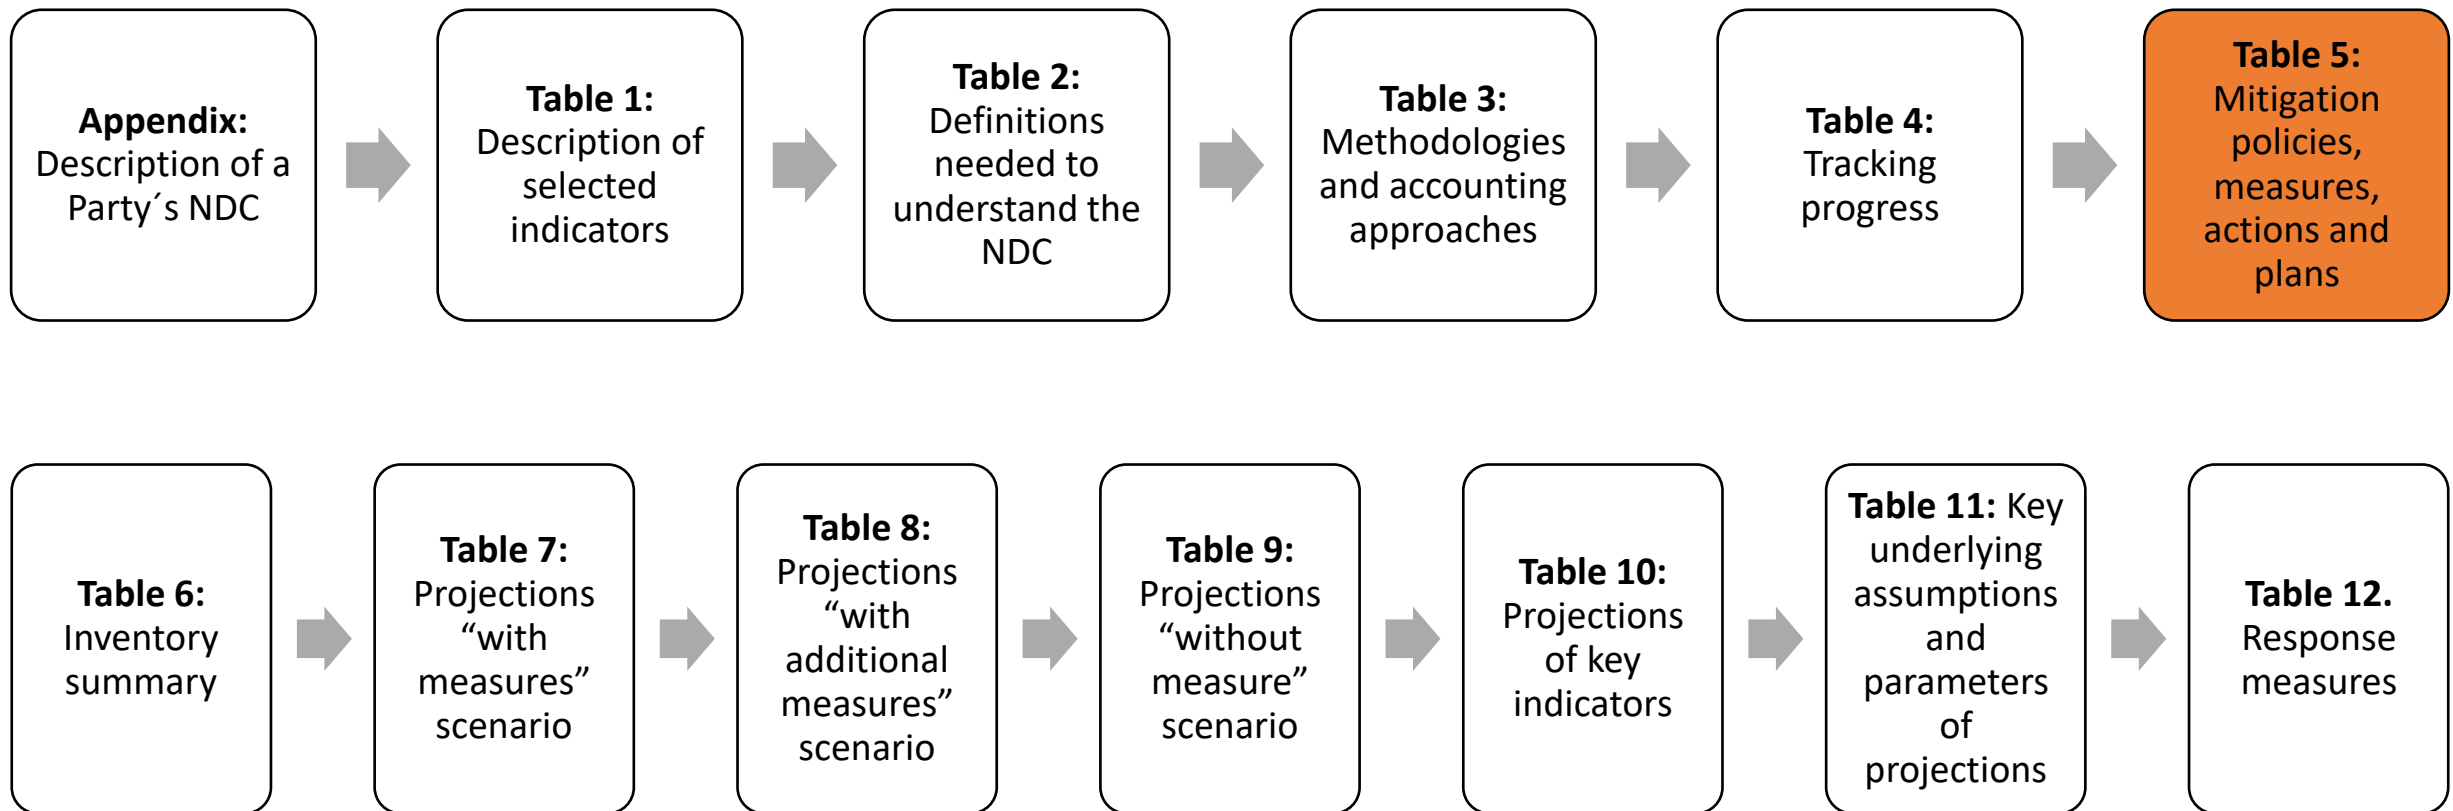 Appendix:
Description of a
Party´s NDC
Table 1:
Description of
selected
indicators
Table 2:
Definitions
needed to
understand the
NDC
Table 3:
Methodologies
and accounting
approaches
Table 4:
Tracking
progress
Table 5:
Mitigation
policies,
measures,
actions and
plans
Table 6:
Inventory
summary
Table 7:
Projections
“with
measures”
scenario
Table 8:
Projections
“with
additional
measures”
scenario
Table 9:
Projections
“without
measure”
scenario
Table 10:
Projections
of key
indicators
Table 11: Key
underlying
assumptions
and
parameters
of
projections
Table 12.
Response
measures